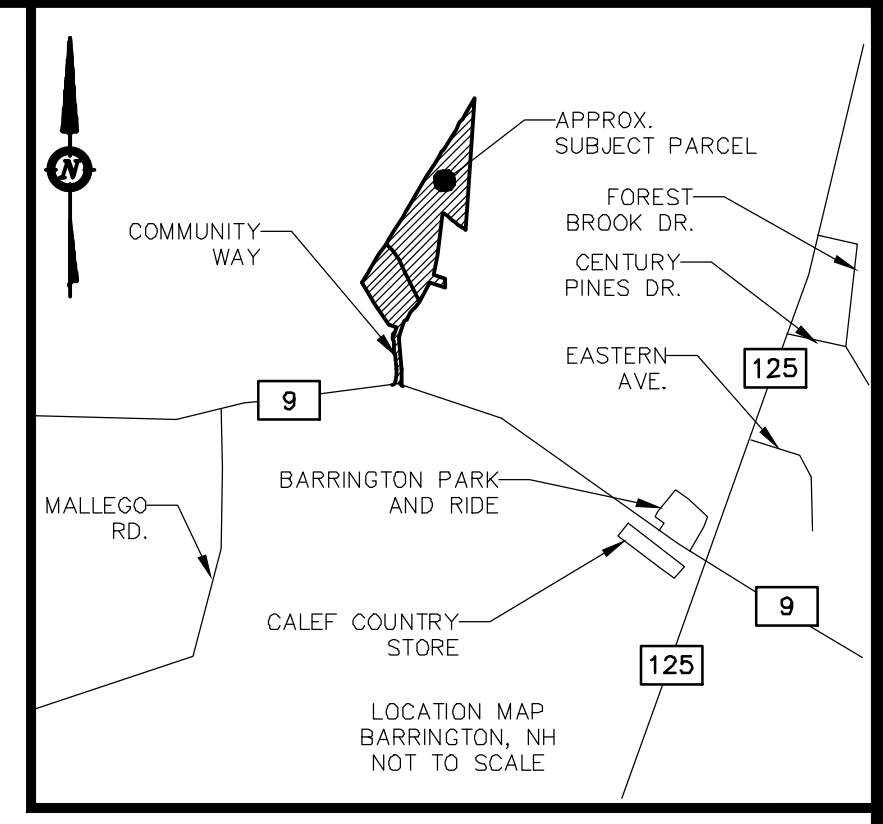 N
APPROX.
SUBJECT PARCEL
FOREST
BROOK DR.
COMMUNITY
WAY
CENTURY
PINES DR.
EASTERN
AVE.
125
9
BARRINGTON PARK
AND RIDE
MALLEGO
RD.
CALEF COUNTRY
STORE
9
125
LOCATION MAP
BARRINGTON, NH
NOT TO SCALE